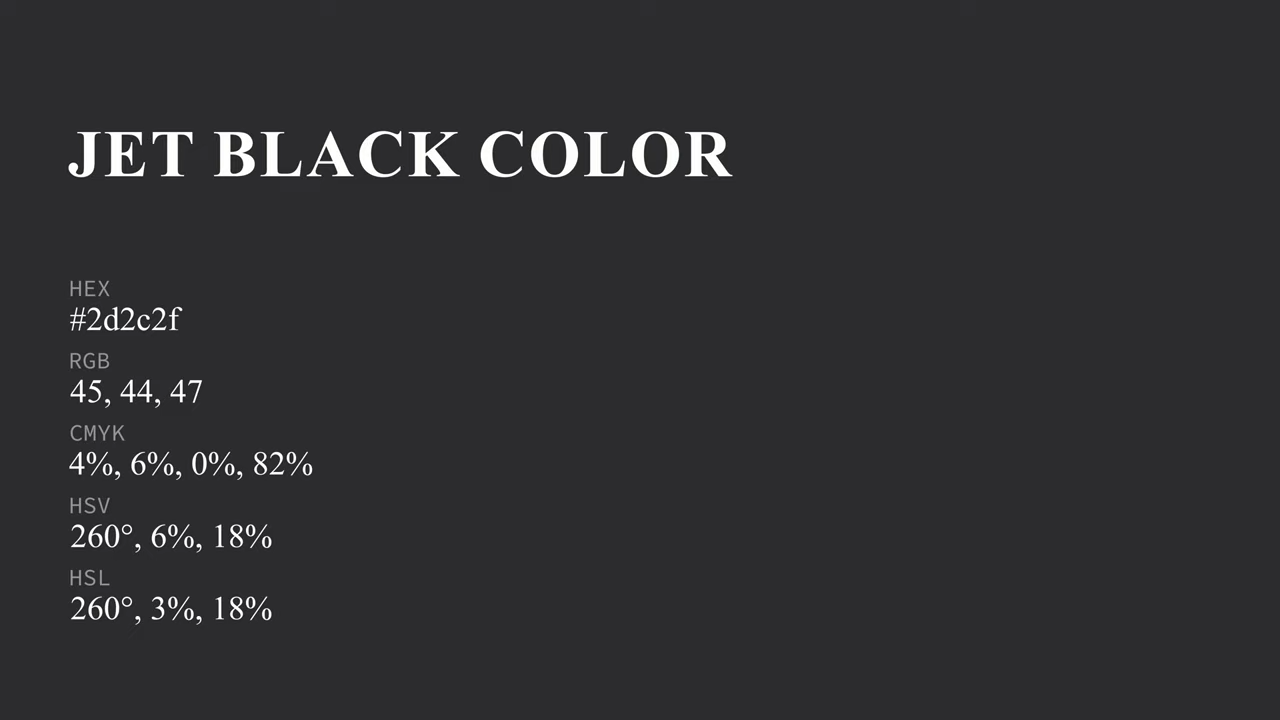 JET BLACK COLOR
HEX
#2d2c2f
RGB
45, 44, 47
CMYK
4%, 6%, 0%, 82%
HSV
260°, 6%, 18%
HSL
260°, 3%, 18%